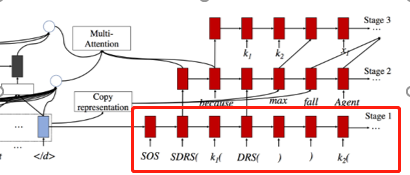 Stage 3
Multi-
Attention
k1 k2 x1
Stage 2
Copy
representation
because max fall Agent
...
Stage 1
... ...
</d> SOS SDRS( k1( DRS( ) ) k2(